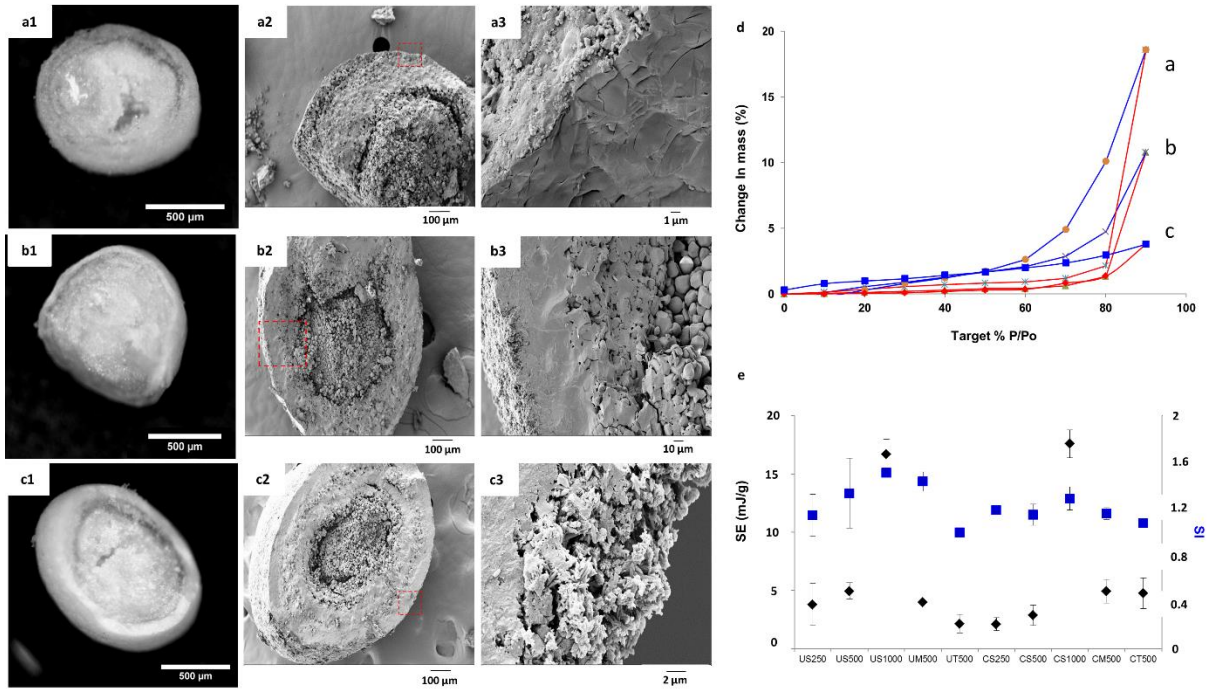 a1
500 µm
a2
100 µm
a3
1 µm
b1
500 µm
b2
100 µm
b3
10 µm
c1
500 µm
c2
100 µm
c3
2 µm
d
Change In mass (%)
20
15
10
5
0
0 20 40 60 80 100
Target % P/Po
a
b
c
e
SE (mJ/g)
20
15
10
5
0
2
1.6
1.2
0.8
0.4
0
SI
US250 US500 US1000 UM500 UT500 CS250 CS500 CS1000 CM500 CT500